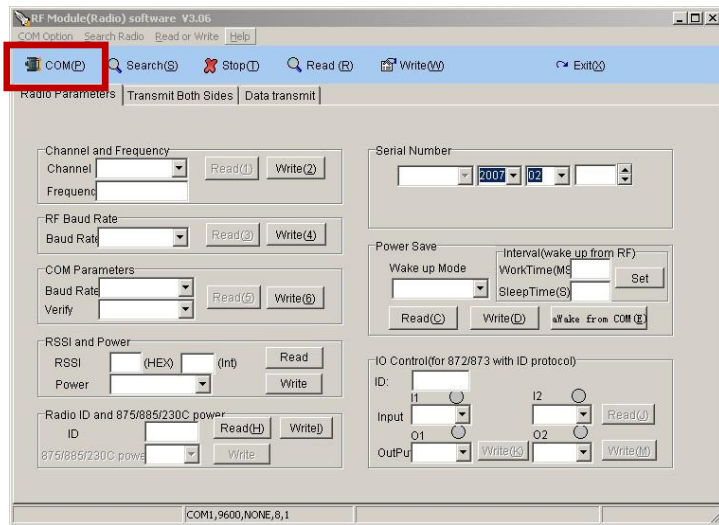 RF Module(Radio) software V3.06
COM Option Search Radio Read or Write Help
COM(P) Search(S) Stop(T) Read (R) Write(W) Exit(X)
Radio Parameters Transmit Both Sides Data transmit
Channel and Frequency
Channel Read(1) Write(2)
Frequenc
RF Baud Rate
Baud Rate Read(3) Write(4)
COM Parameters
Baud Rate
Verify Read(5) Write(6)
RSSI and Power
RSSI (HEX) (Int) Read
Power Write
Radio ID and 875/885/230C power
ID Read(H) WriteI)
875/885/230C powe Write
Serial Number
2007 02
Power Save
Wake up Mode
Interval(wake up from RF)
WorkTime(MS
SleepTime(S) Set
Read(C) Write(D) aWake from COM(E)
IO Control(for 872/873 with ID protocol)
ID:
I1 I2
Input Read(J)
O1 O2
OutPu Write(K) Write(M)
COM1,9600,NONE,8,1